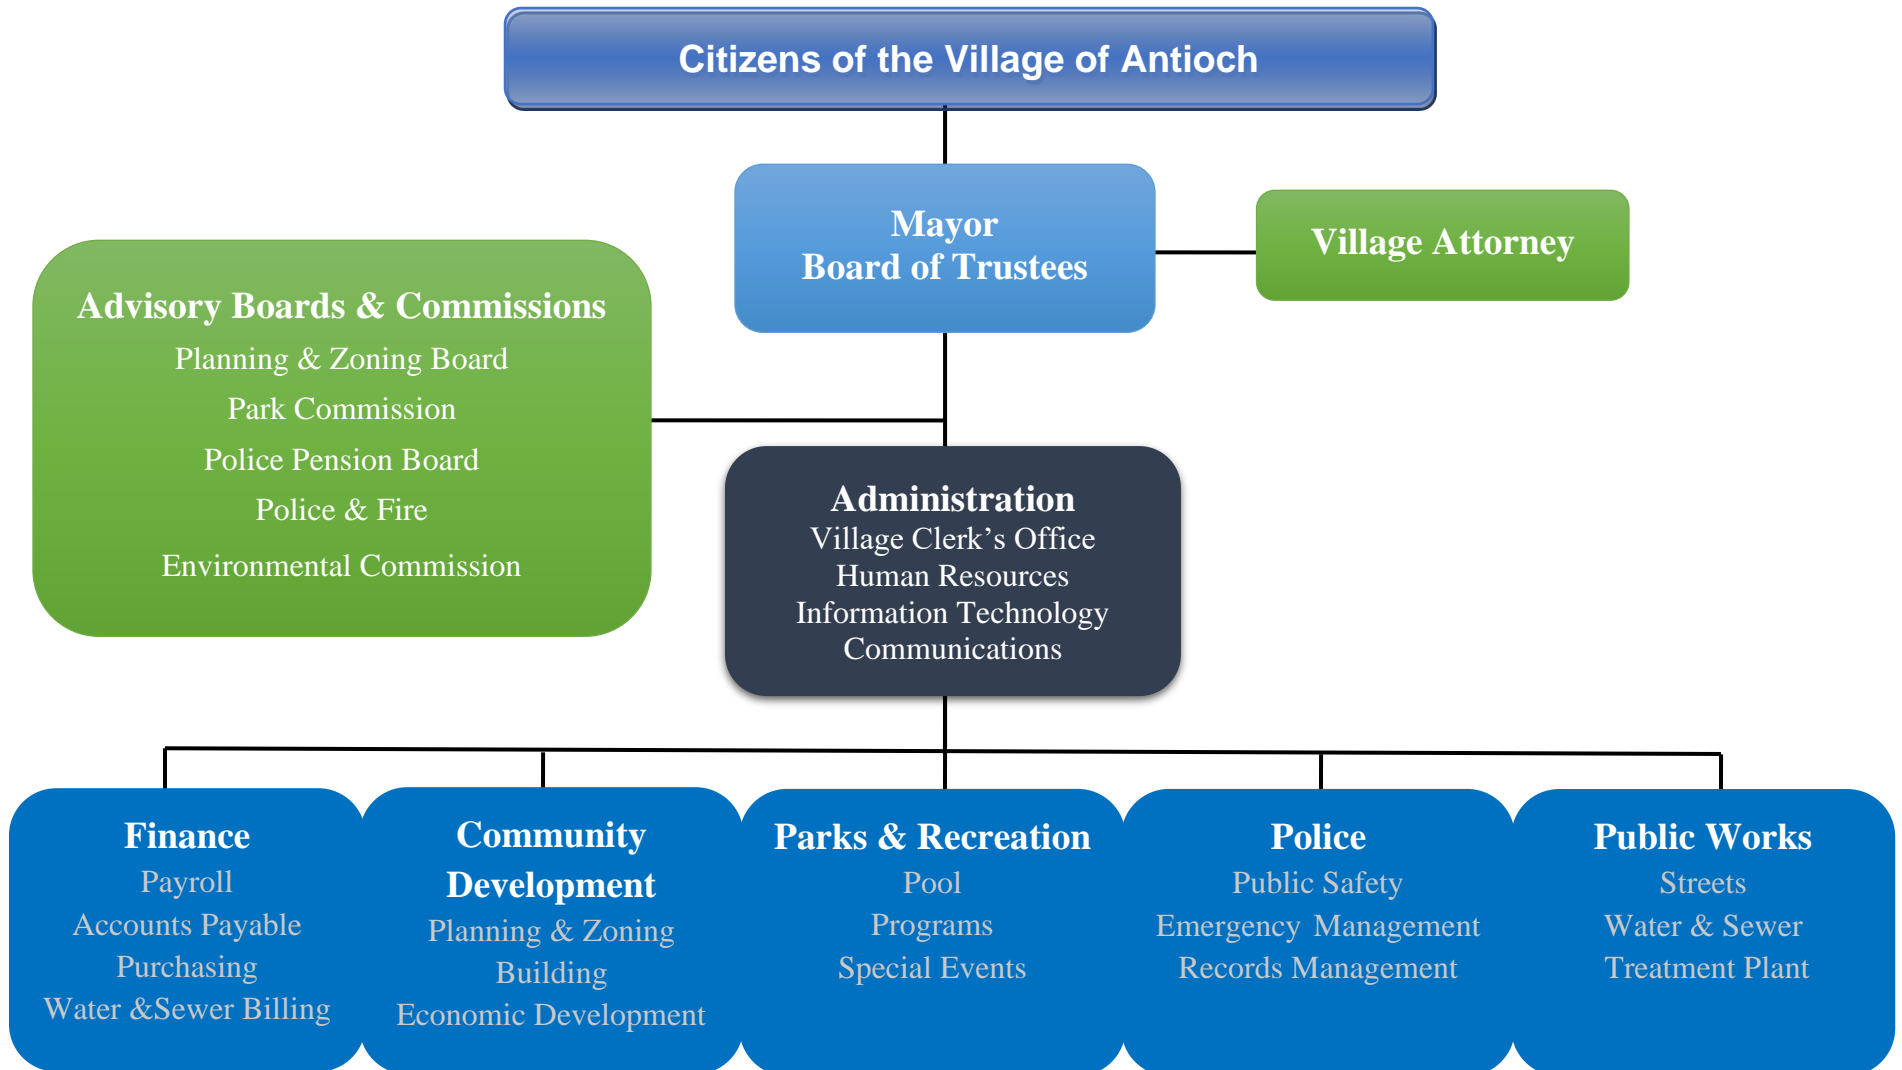 Citizens of the Village of Antioch
Mayor
Board of Trustees
Village Attorney
Advisory Boards & Commissions
Planning & Zoning Board
Park Commission
Police Pension Board
Police & Fire
Environmental Commission
Administration
Village Clerk’s Office
Human Resources
Information Technology
Communications
Finance
Payroll
Accounts Payable
Purchasing
Water &Sewer Billing
Community
Development
Planning & Zoning
Building
Economic Development
Parks & Recreation
Pool
Programs
Special Events
Police
Public Safety
Emergency Management
Records Management
Public Works
Streets
Water & Sewer
Treatment Plant